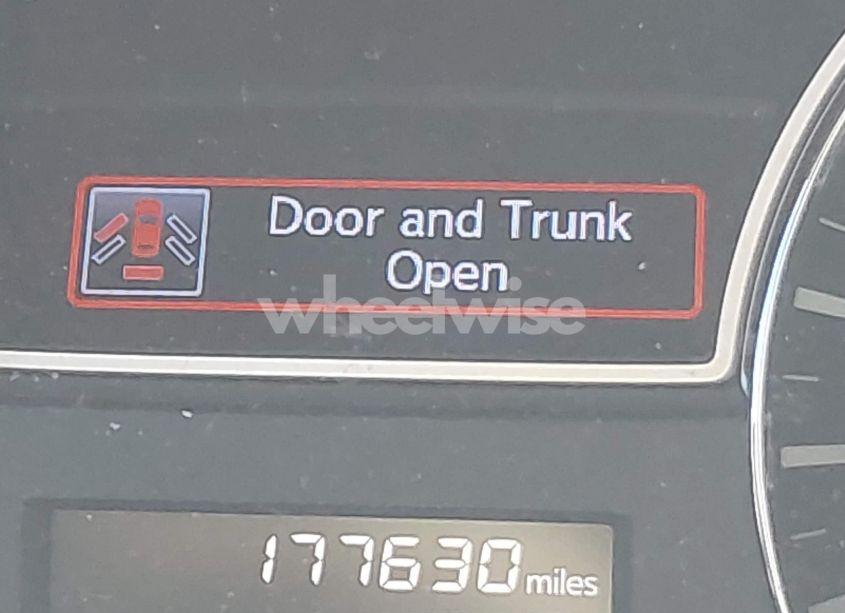 Door and Trunk
Open
wheelwise
177630 miles